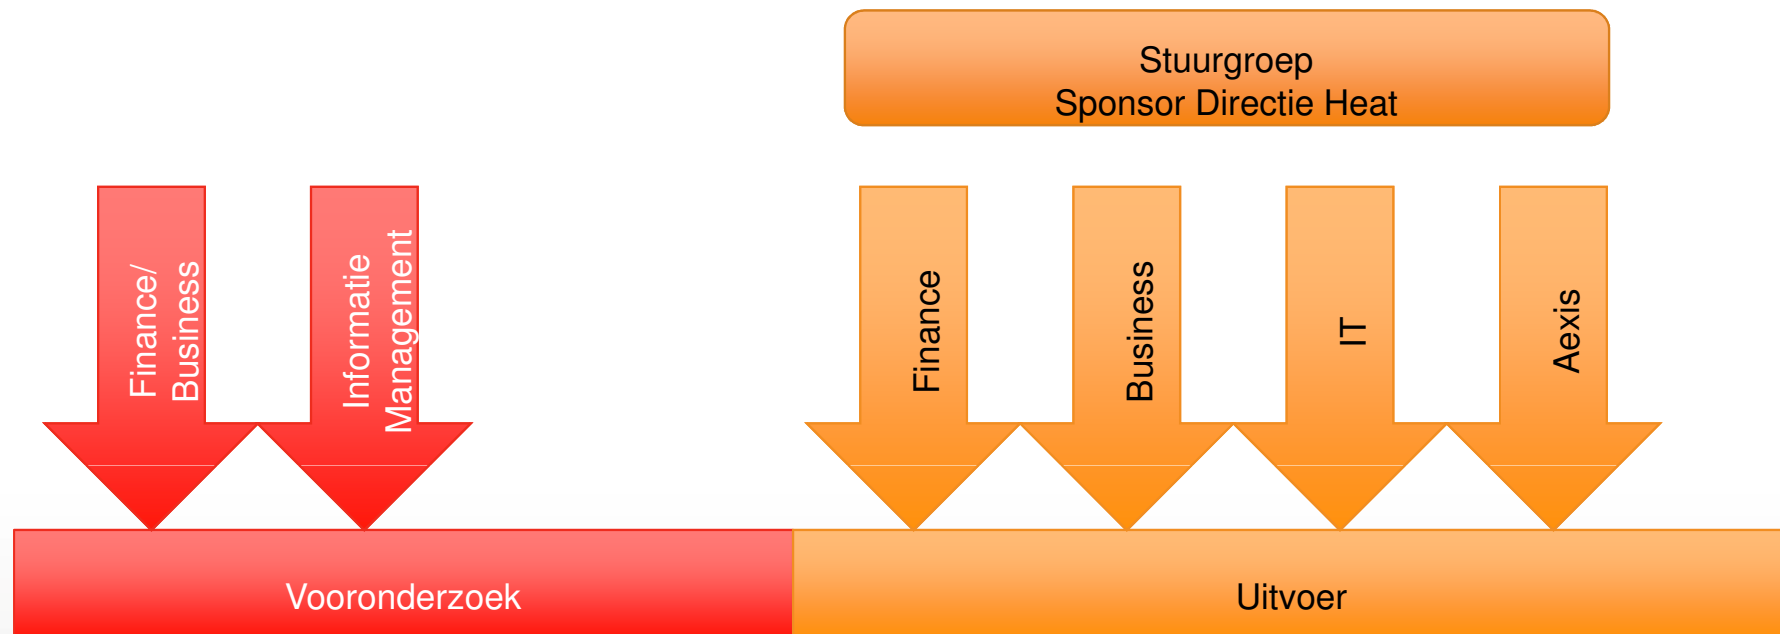 Stuurgroep
Sponsor Directie Heat
Finance/
Business
Informatie
Management
Finance
Business
IT
Aexis
Vooronderzoek
Uitvoer